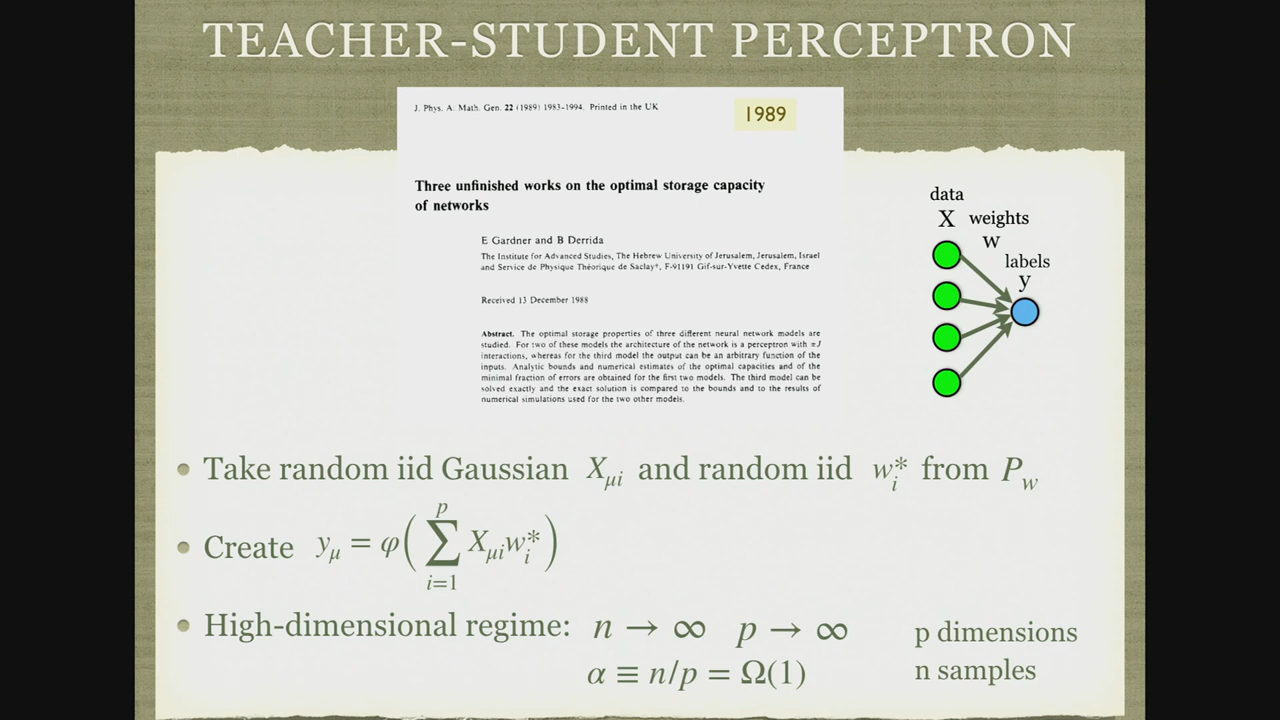 TEACHER-STUDENT PERCEPTRON
J. Phys. A: Math. Gen. 22 (1989) 1983-1994. Printed in the UK
1989
Three unfinished works on the optimal storage capacity
of networks
E Gardner and B Derrida
The Institute for Advanced Studies, The Hebrew University of Jerusalem, Jerusalem, Israel
and Service de Physique Théorique de Saclay†, F-91191 Gif-sur-Yvette Cedex, France
Received 13 December 1988
Abstract. The optimal storage properties of three different neural network models are
studied. For two of these models the architecture of the network is a perceptron with ±J
interactions, whereas for the third model the output can be an arbitrary function of the
inputs. Analytic bounds and numerical estimates of the optimal capacities and of the
minimal fraction of errors are obtained for the first two models. The third model can be
solved exactly and the exact solution is compared to the bounds and to the results of
numerical simulations used for the two other models.
data
X weights
w
labels
y
• Take random iid Gaussian X_{μi} and random iid w_i^* from P_w
• Create y_μ = φ( ∑_{i=1}^{p} X_{μi} w_i^* )
• High-dimensional regime: n → ∞ p → ∞
α ≡ n/p = Ω(1)
p dimensions
n samples